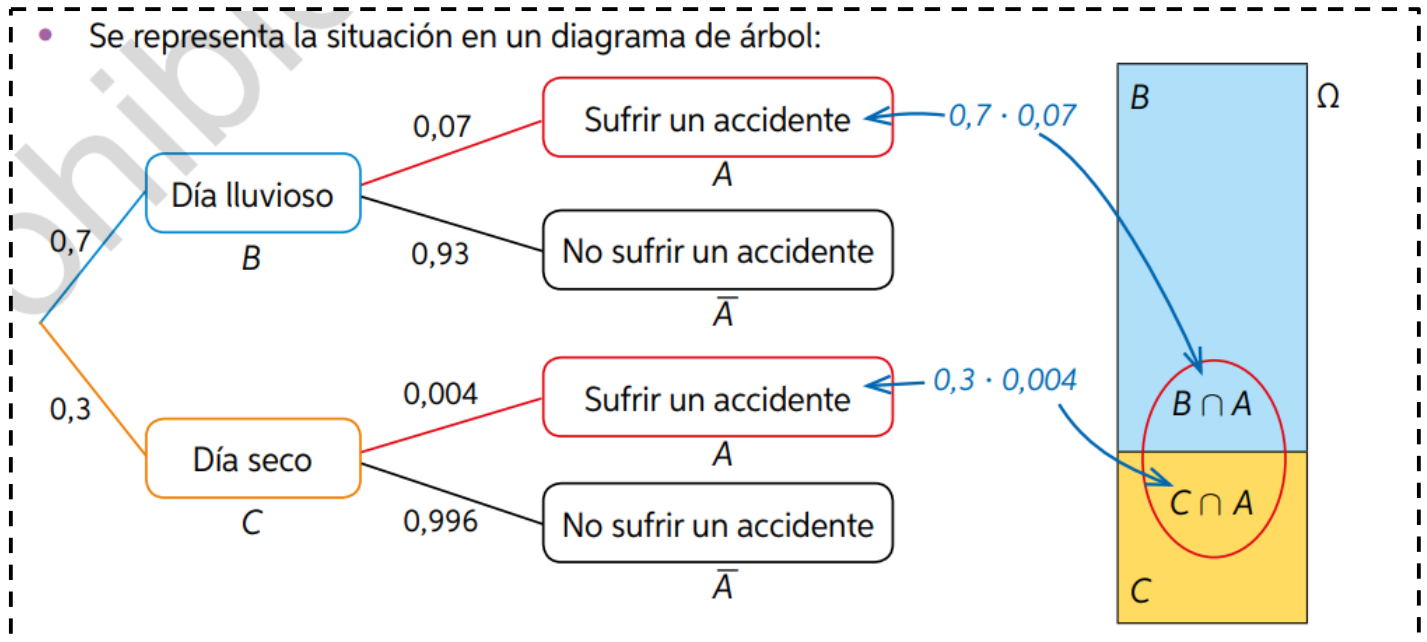 • Se representa la situación en un diagrama de árbol:
0,07
Sufrir un accidente
0,7 · 0,07
B
Ω
A
Día lluvioso
0,7
B
0,93
No sufrir un accidente
A̅
0,3
0,004
Sufrir un accidente
0,3 · 0,004
B ∩ A
A
Día seco
C
0,996
No sufrir un accidente
A̅
C ∩ A
C